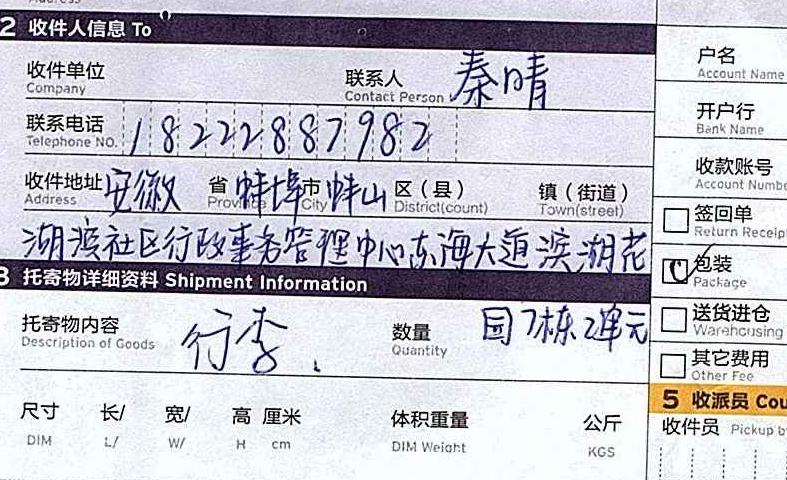 2 收件人信息 To
收件单位 联系人 秦晴
Company Contact Person
联系电话 18222887982
Telephone NO.
收件地址 安徽 省 蚌埠 市 蚌山 区（县） 镇（街道）
Address Province City District(count) Town(street)
湖滨社区行政事务管理中心东海大道滨湖花
园7栋2单元
3 托寄物详细资料 Shipment Information
托寄物内容 行李、 数量
Description of Goods Quantity
尺寸 长/ 宽/ 高 厘米 体积重量 公斤
DIM L/ W/ H cm DIM Weight KGS
户名
Account Name
开户行
Bank Name
收款账号
Account Numbe
签回单
Return Receip
包装
Package
送货进仓
Warehousing
其它费用
Other Fee
5 收派员 Cou
收件员 Pickup b